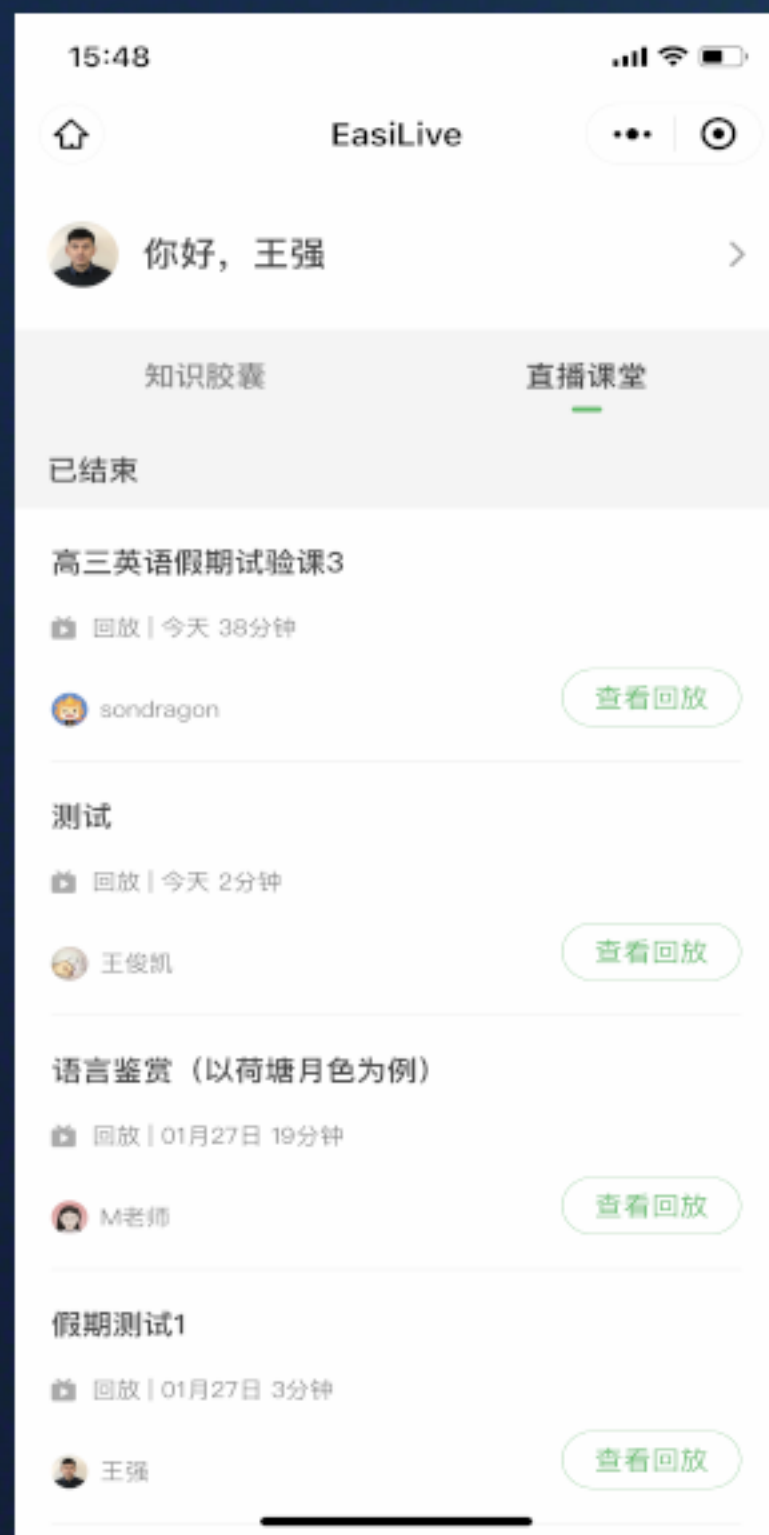 15:48
EasiLive
你好，王强
知识胶囊 直播课堂
已结束
高三英语假期试验课3
回放 | 今天 38分钟
sondragon
查看回放
测试
回放 | 今天 2分钟
王俊凯
查看回放
语言鉴赏（以荷塘月色为例）
回放 | 01月27日 19分钟
M老师
查看回放
假期测试1
回放 | 01月27日 3分钟
王强
查看回放